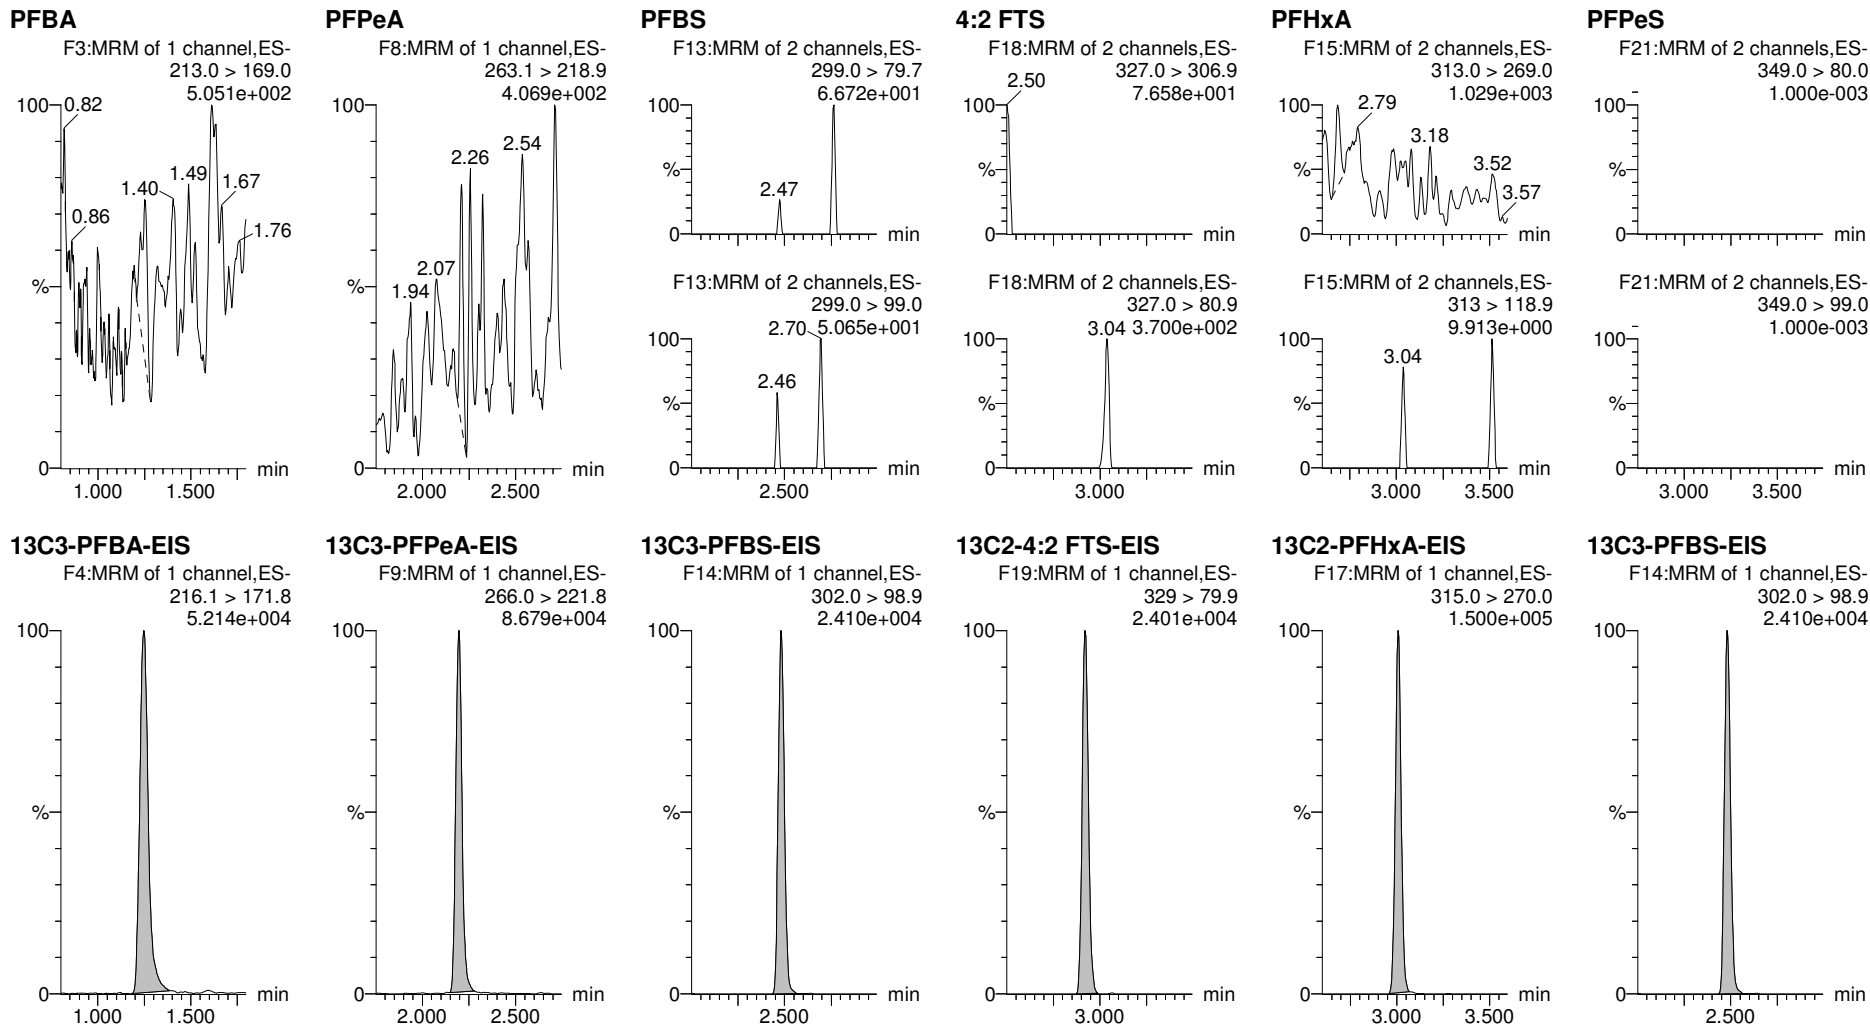 PFBA
F3:MRM of 1 channel,ES-
213.0 > 169.0
5.051e+002
100
0.82
0.86
1.40
1.49
1.67
1.76
%
0
min
1.000 1.500
PFPeA
F8:MRM of 1 channel,ES-
263.1 > 218.9
4.069e+002
100
1.94
2.07
2.26
2.54
%
0
min
2.000 2.500
PFBS
F13:MRM of 2 channels,ES-
299.0 > 79.7
6.672e+001
100
2.47
%
0
min
F13:MRM of 2 channels,ES-
299.0 > 99.0
2.70 5.065e+001
100
2.46
%
0
min
2.500
4:2 FTS
F18:MRM of 2 channels,ES-
327.0 > 306.9
7.658e+001
2.50
100
%
0
min
F18:MRM of 2 channels,ES-
327.0 > 80.9
3.04 3.700e+002
100
%
0
min
3.000
PFHxA
F15:MRM of 2 channels,ES-
313.0 > 269.0
1.029e+003
100
2.79
3.18
3.52
3.57
%
0
min
F15:MRM of 2 channels,ES-
313 > 118.9
9.913e+000
100
3.04
%
0
min
3.000 3.500
PFPeS
F21:MRM of 2 channels,ES-
349.0 > 80.0
1.000e-003
100
%
0
min
F21:MRM of 2 channels,ES-
349.0 > 99.0
1.000e-003
100
%
0
min
3.000 3.500
13C3-PFBA-EIS
F4:MRM of 1 channel,ES-
216.1 > 171.8
5.214e+004
100
%
0
min
1.000 1.500
13C3-PFPeA-EIS
F9:MRM of 1 channel,ES-
266.0 > 221.8
8.679e+004
100
%
0
min
2.000 2.500
13C3-PFBS-EIS
F14:MRM of 1 channel,ES-
302.0 > 98.9
2.410e+004
100
%
0
min
2.500
13C2-4:2 FTS-EIS
F19:MRM of 1 channel,ES-
329 > 79.9
2.401e+004
100
%
0
min
3.000
13C2-PFHxA-EIS
F17:MRM of 1 channel,ES-
315.0 > 270.0
1.500e+005
100
%
0
min
3.000 3.500
13C3-PFBS-EIS
F14:MRM of 1 channel,ES-
302.0 > 98.9
2.410e+004
100
%
0
min
2.500